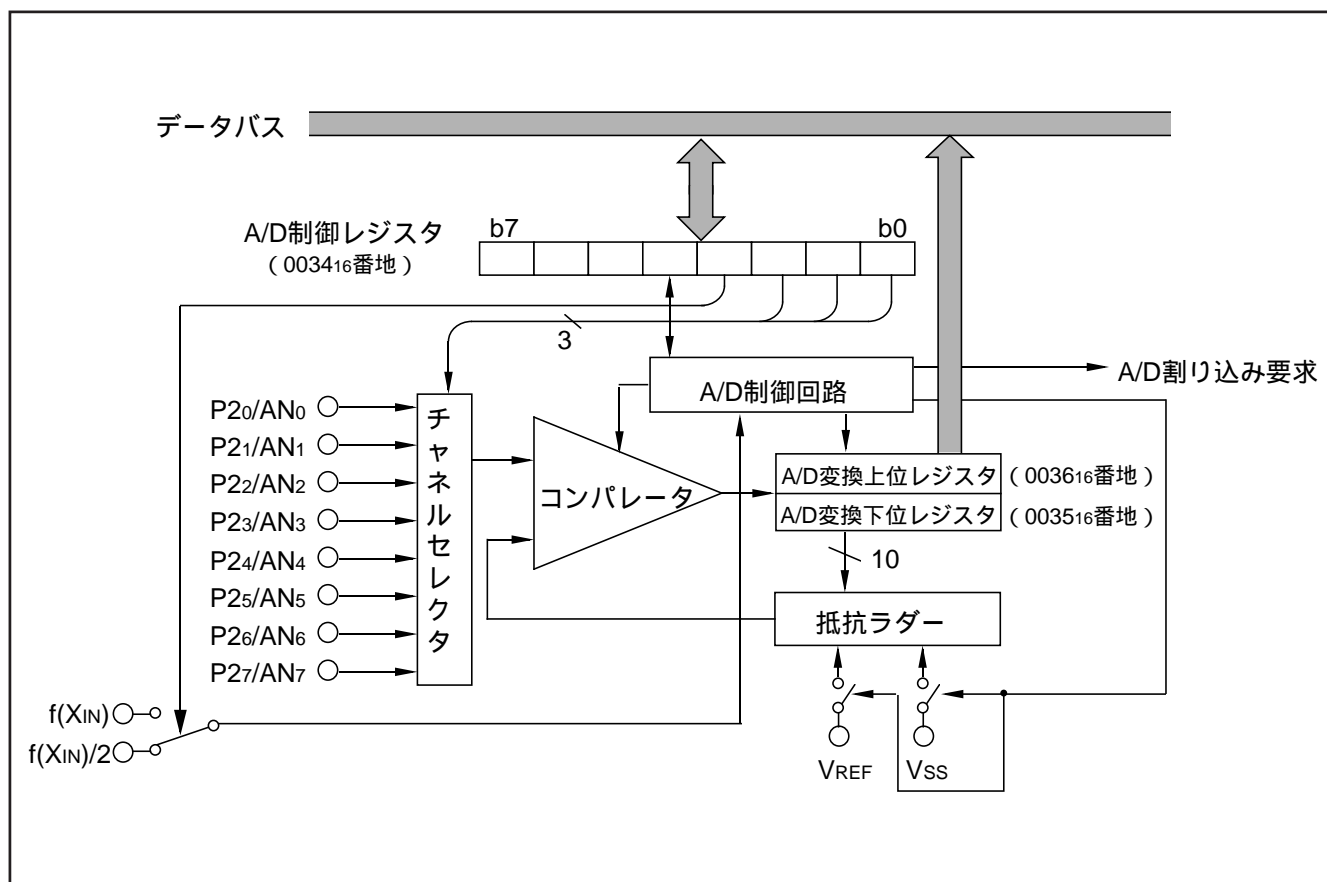 データバス
A/D制御レジスタ
(003416番地)
b7
b0
3
A/D制御回路
A/D割り込み要求
P20/AN0
P21/AN1
P22/AN2
P23/AN3
P24/AN4
P25/AN5
P26/AN6
P27/AN7
チャネルセレクタ
コンパレータ
A/D変換上位レジスタ(003616番地)
A/D変換下位レジスタ(003516番地)
10
抵抗ラダー
f(XIN)
f(XIN)/2
VREF
VSS